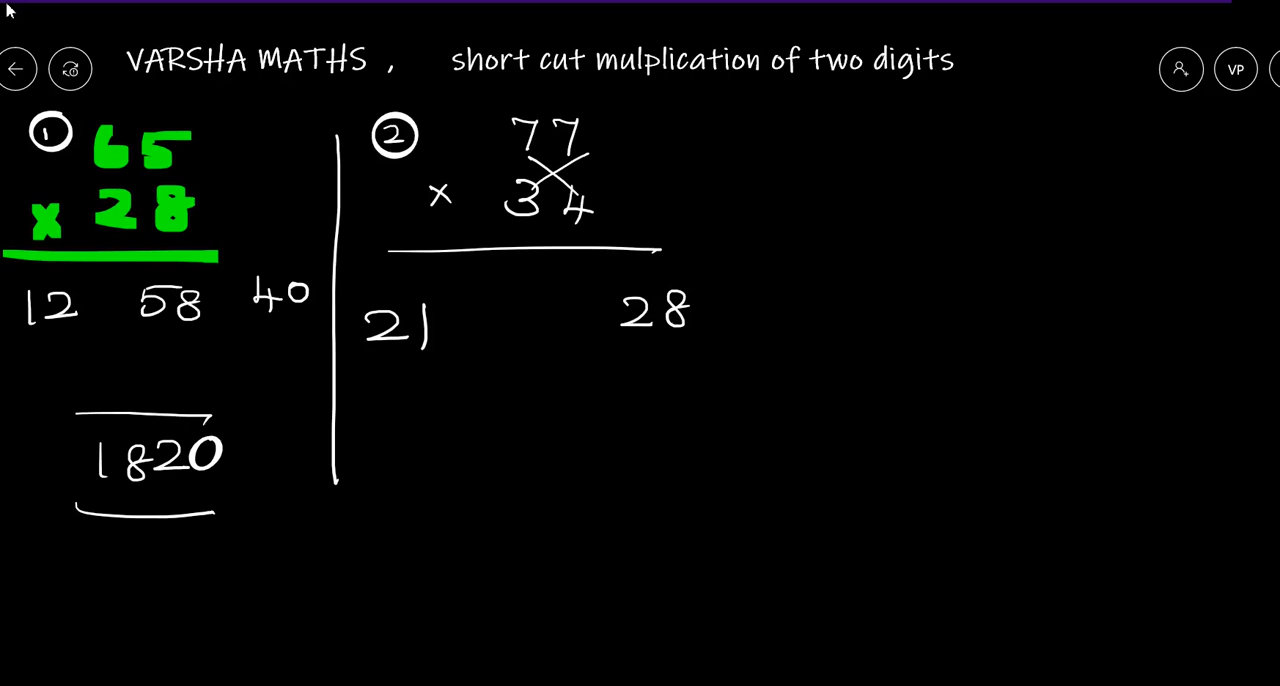 VARSHA MATHS , short cut mulplication of two digits
VP
① 65
x 28
12 58 40
1820
② 77
x 34
21 28